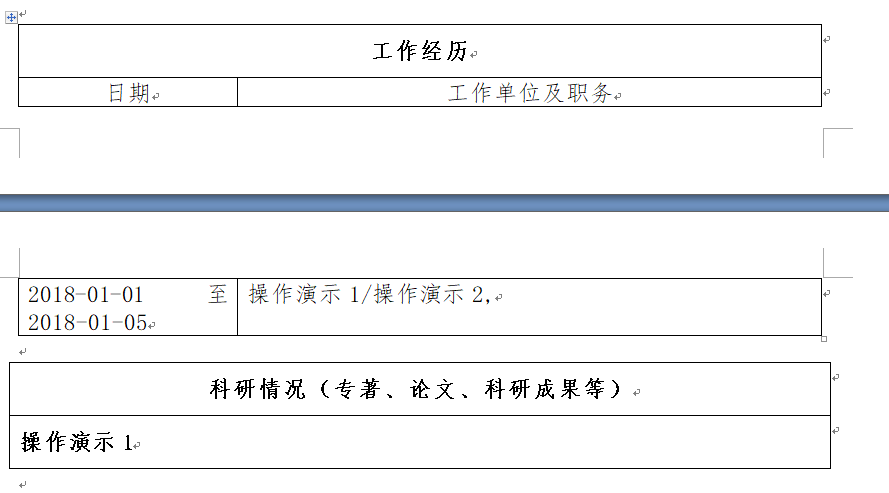 工作经历
日期 工作单位及职务
2018-01-01 至 操作演示 1/操作演示 2,
2018-01-05
科研情况（专著、论文、科研成果等）
操作演示 1